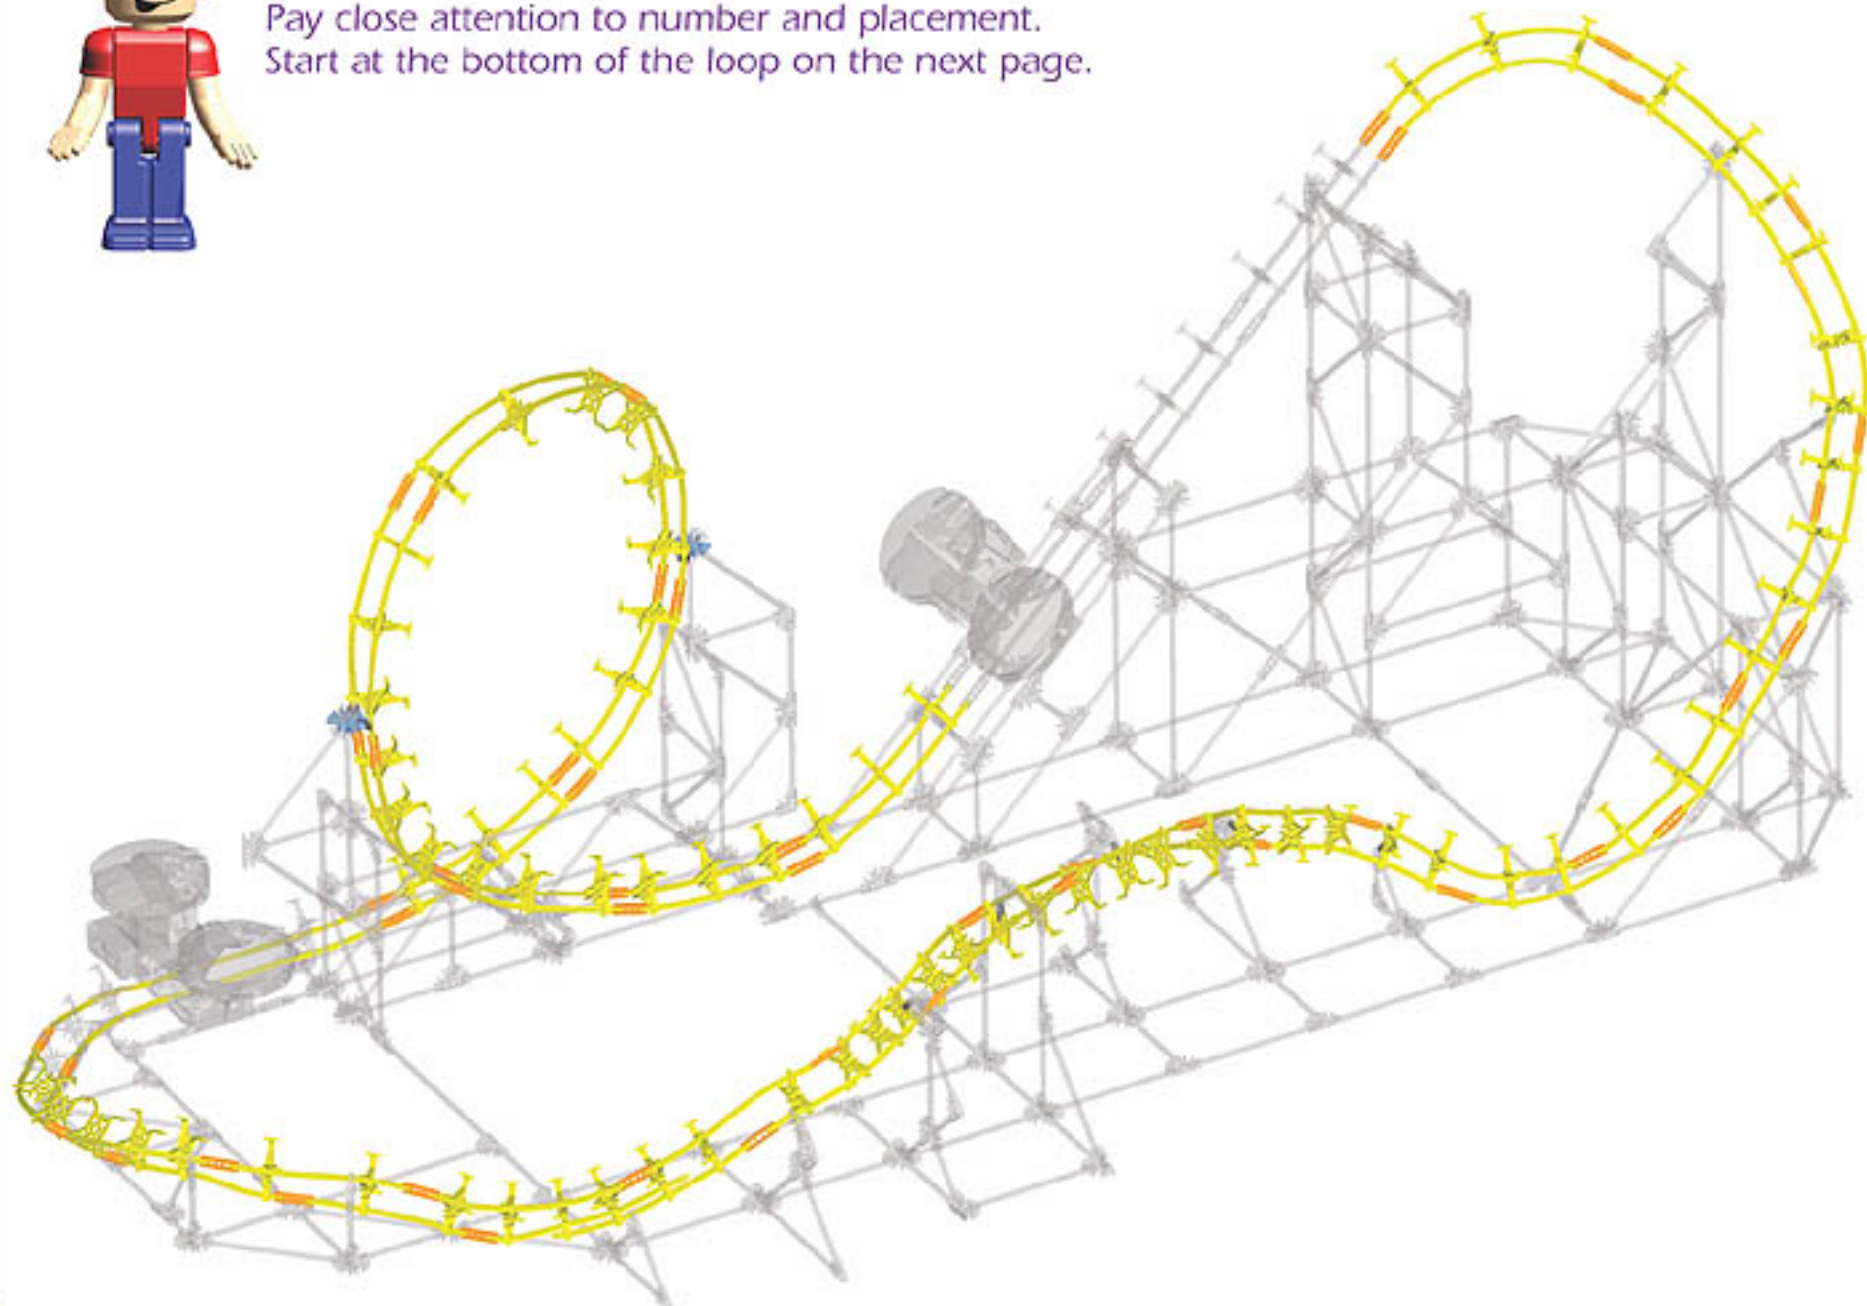 Pay close attention to number and placement.
Start at the bottom of the loop on the next page.